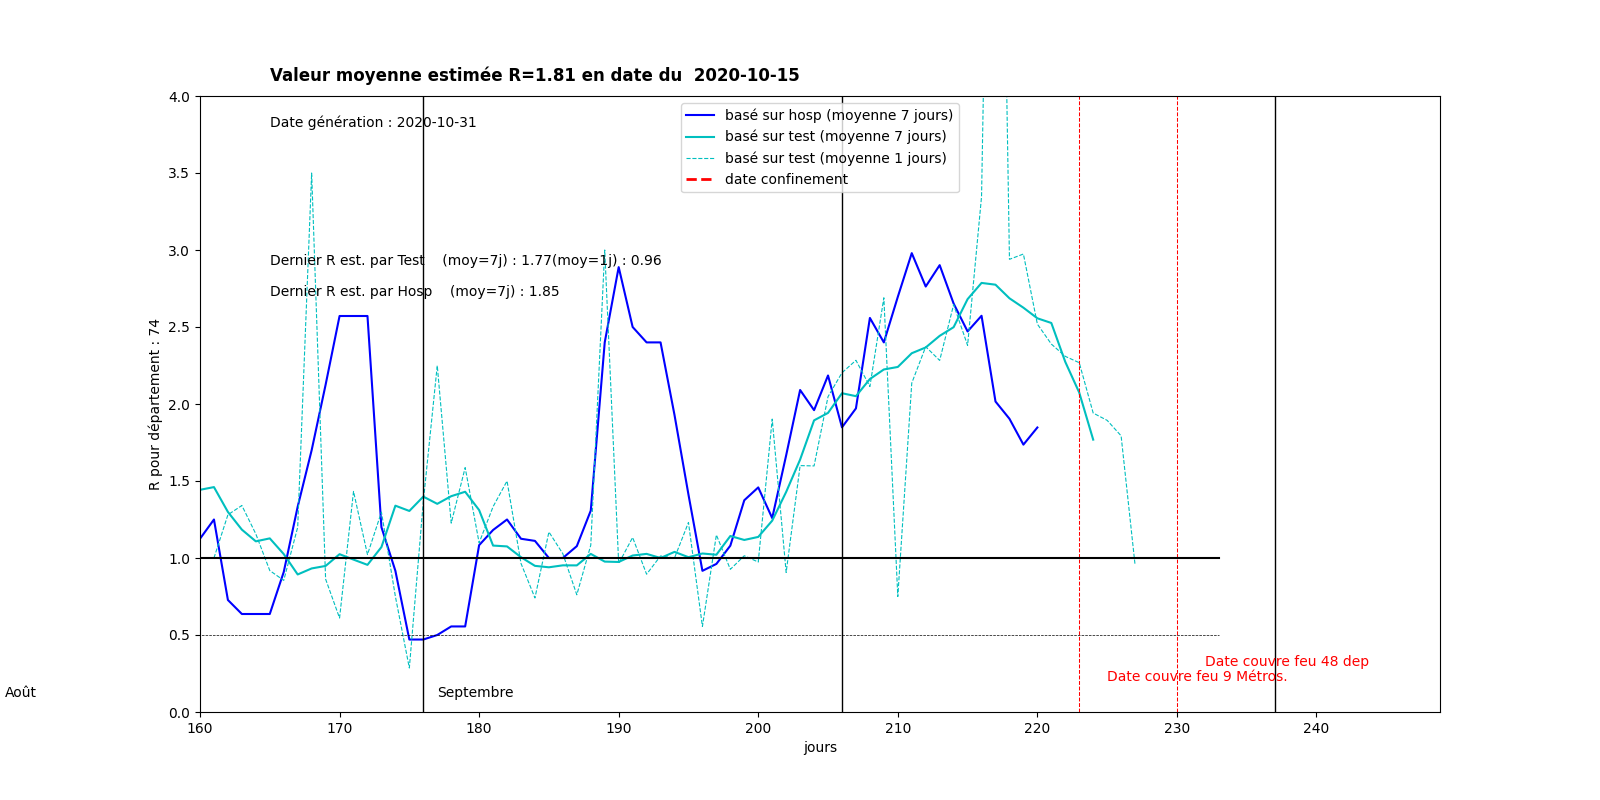 Valeur moyenne estimée R=1.81 en date du  2020-10-15
4.0
Date génération : 2020-10-31
basé sur hosp (moyenne 7 jours)
basé sur test (moyenne 7 jours)
basé sur test (moyenne 1 jours)
date confinement
3.5
3.0
Dernier R est. par Test    (moy=7j) : 1.77(moy=1j) : 0.96
Dernier R est. par Hosp    (moy=7j) : 1.85
2.5
R pour département : 74
2.0
1.5
1.0
0.5
Date couvre feu 48 dep
Date couvre feu 9 Métros.
Août
Septembre
0.0
160 170 180 190 200 210 220 230 240
jours